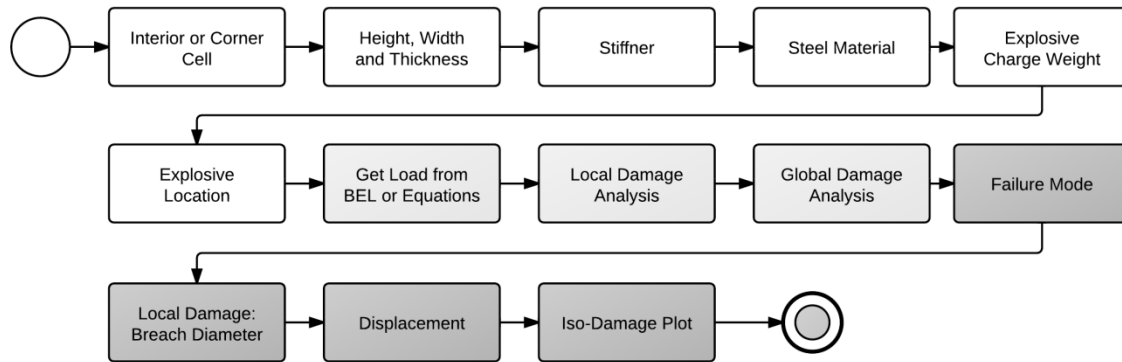 Interior or Corner
Cell
Height, Width
and Thickness
Stiffner
Steel Material
Explosive
Charge Weight
Explosive
Location
Get Load from
BEL or Equations
Local Damage
Analysis
Global Damage
Analysis
Failure Mode
Local Damage:
Breach Diameter
Displacement
Iso-Damage Plot